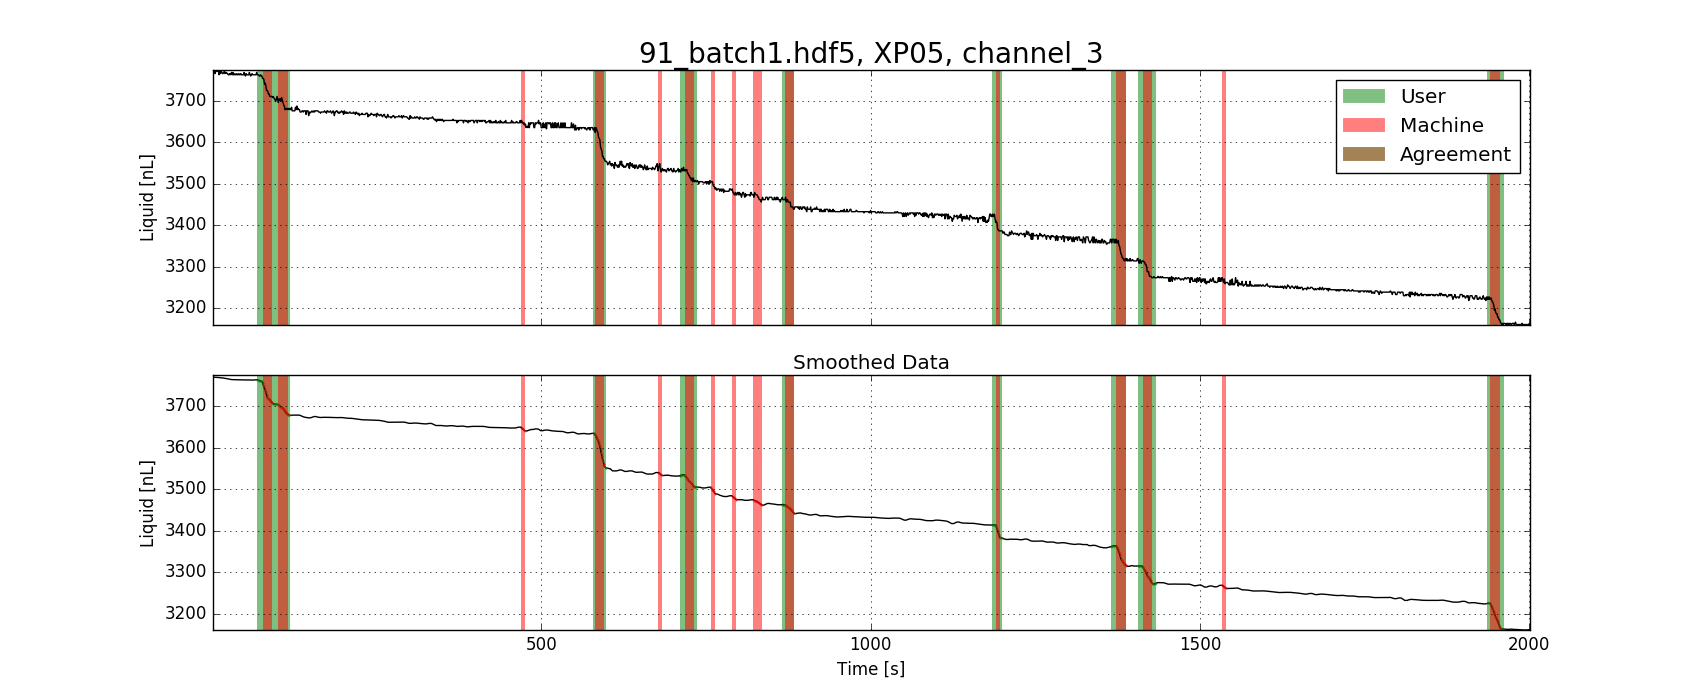 91_batch1.hdf5, XP05, channel_3
3700
3600
3500
3400
3300
3200
Liquid [nL]
User
Machine
Agreement
Smoothed Data
3700
3600
3500
3400
3300
3200
Liquid [nL]
500
1000
1500
2000
Time [s]